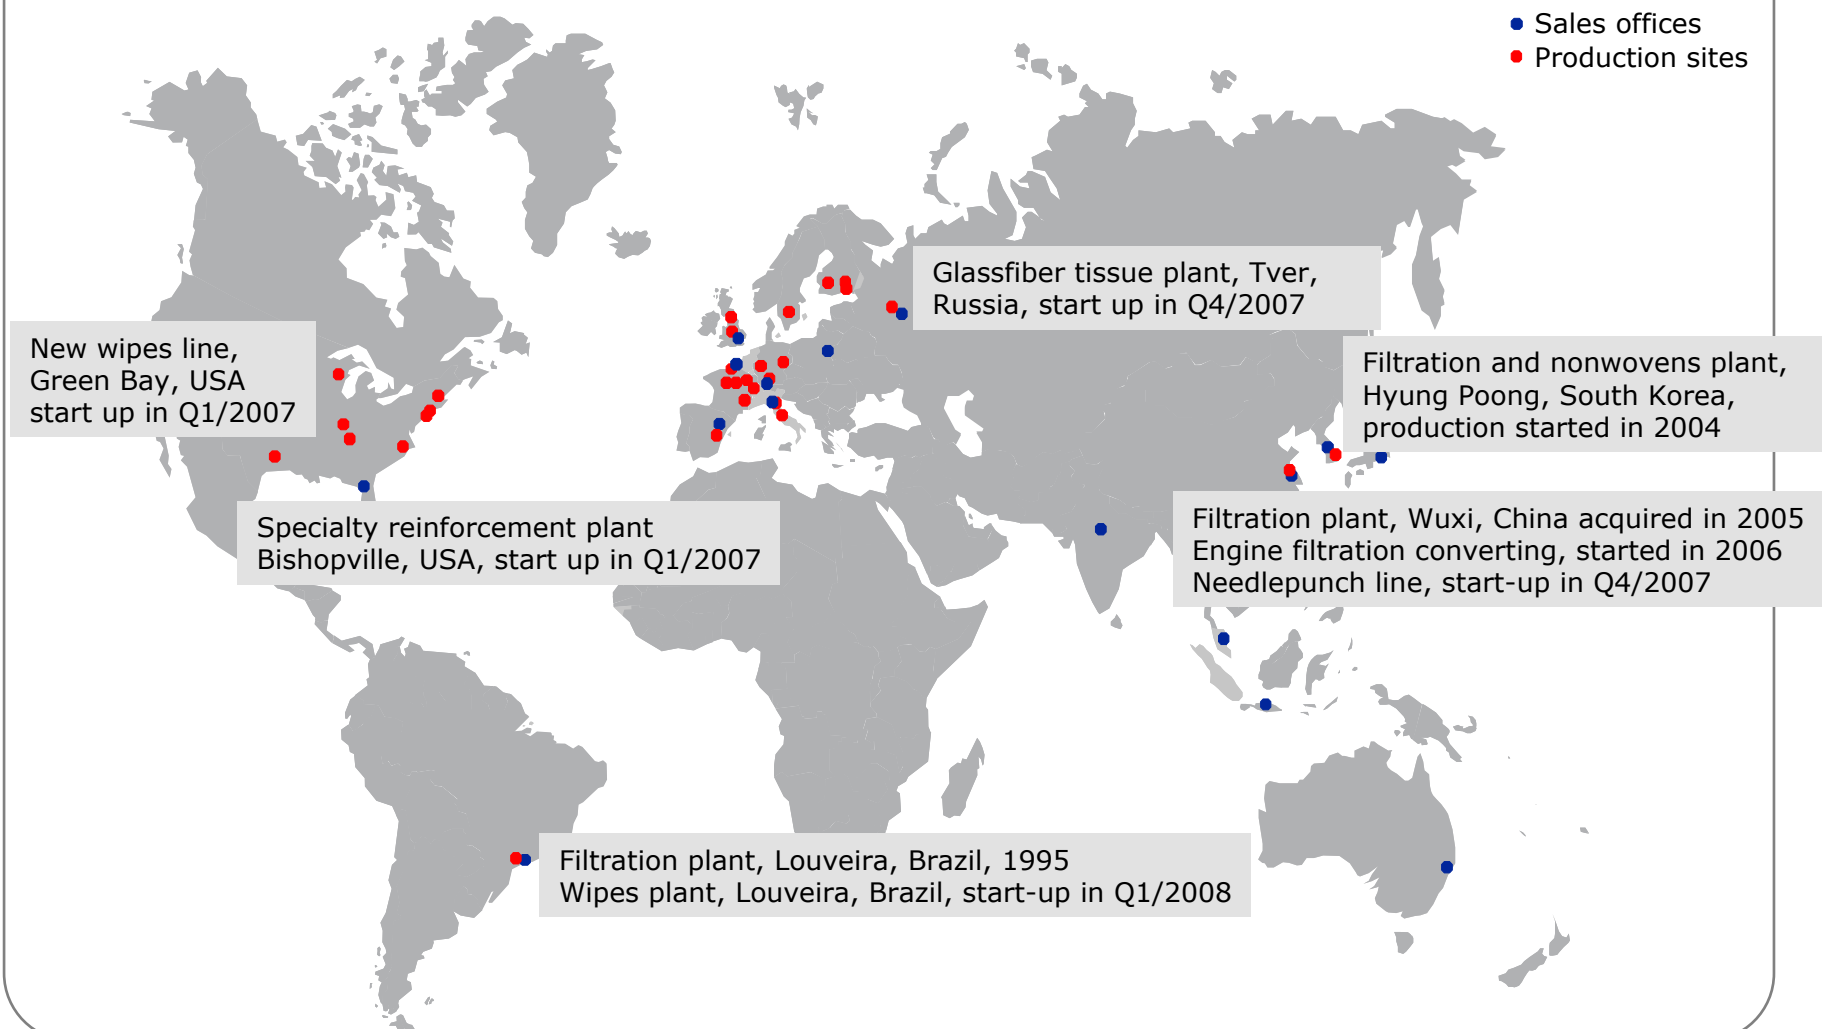 Sales offices
Production sites
Glassfiber tissue plant, Tver,
Russia, start up in Q4/2007
New wipes line,
Green Bay, USA
start up in Q1/2007
Filtration and nonwovens plant,
Hyung Poong, South Korea,
production started in 2004
Specialty reinforcement plant
Bishopville, USA, start up in Q1/2007
Filtration plant, Wuxi, China acquired in 2005
Engine filtration converting, started in 2006
Needlepunch line, start-up in Q4/2007
Filtration plant, Louveira, Brazil, 1995
Wipes plant, Louveira, Brazil, start-up in Q1/2008